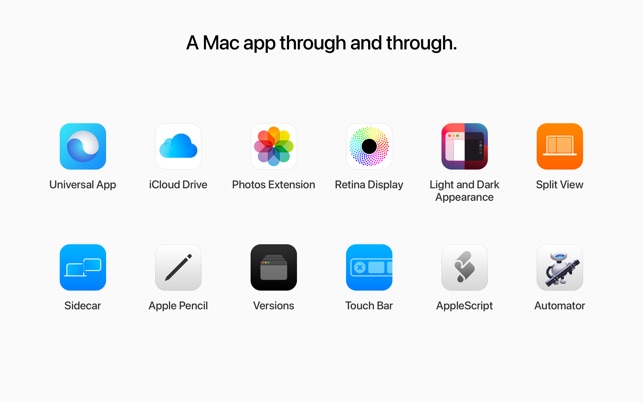 A Mac app through and through.
Universal App
iCloud Drive
Photos Extension
Retina Display
Light and Dark
Appearance
Split View
Sidecar
Apple Pencil
Versions
Touch Bar
AppleScript
Automator